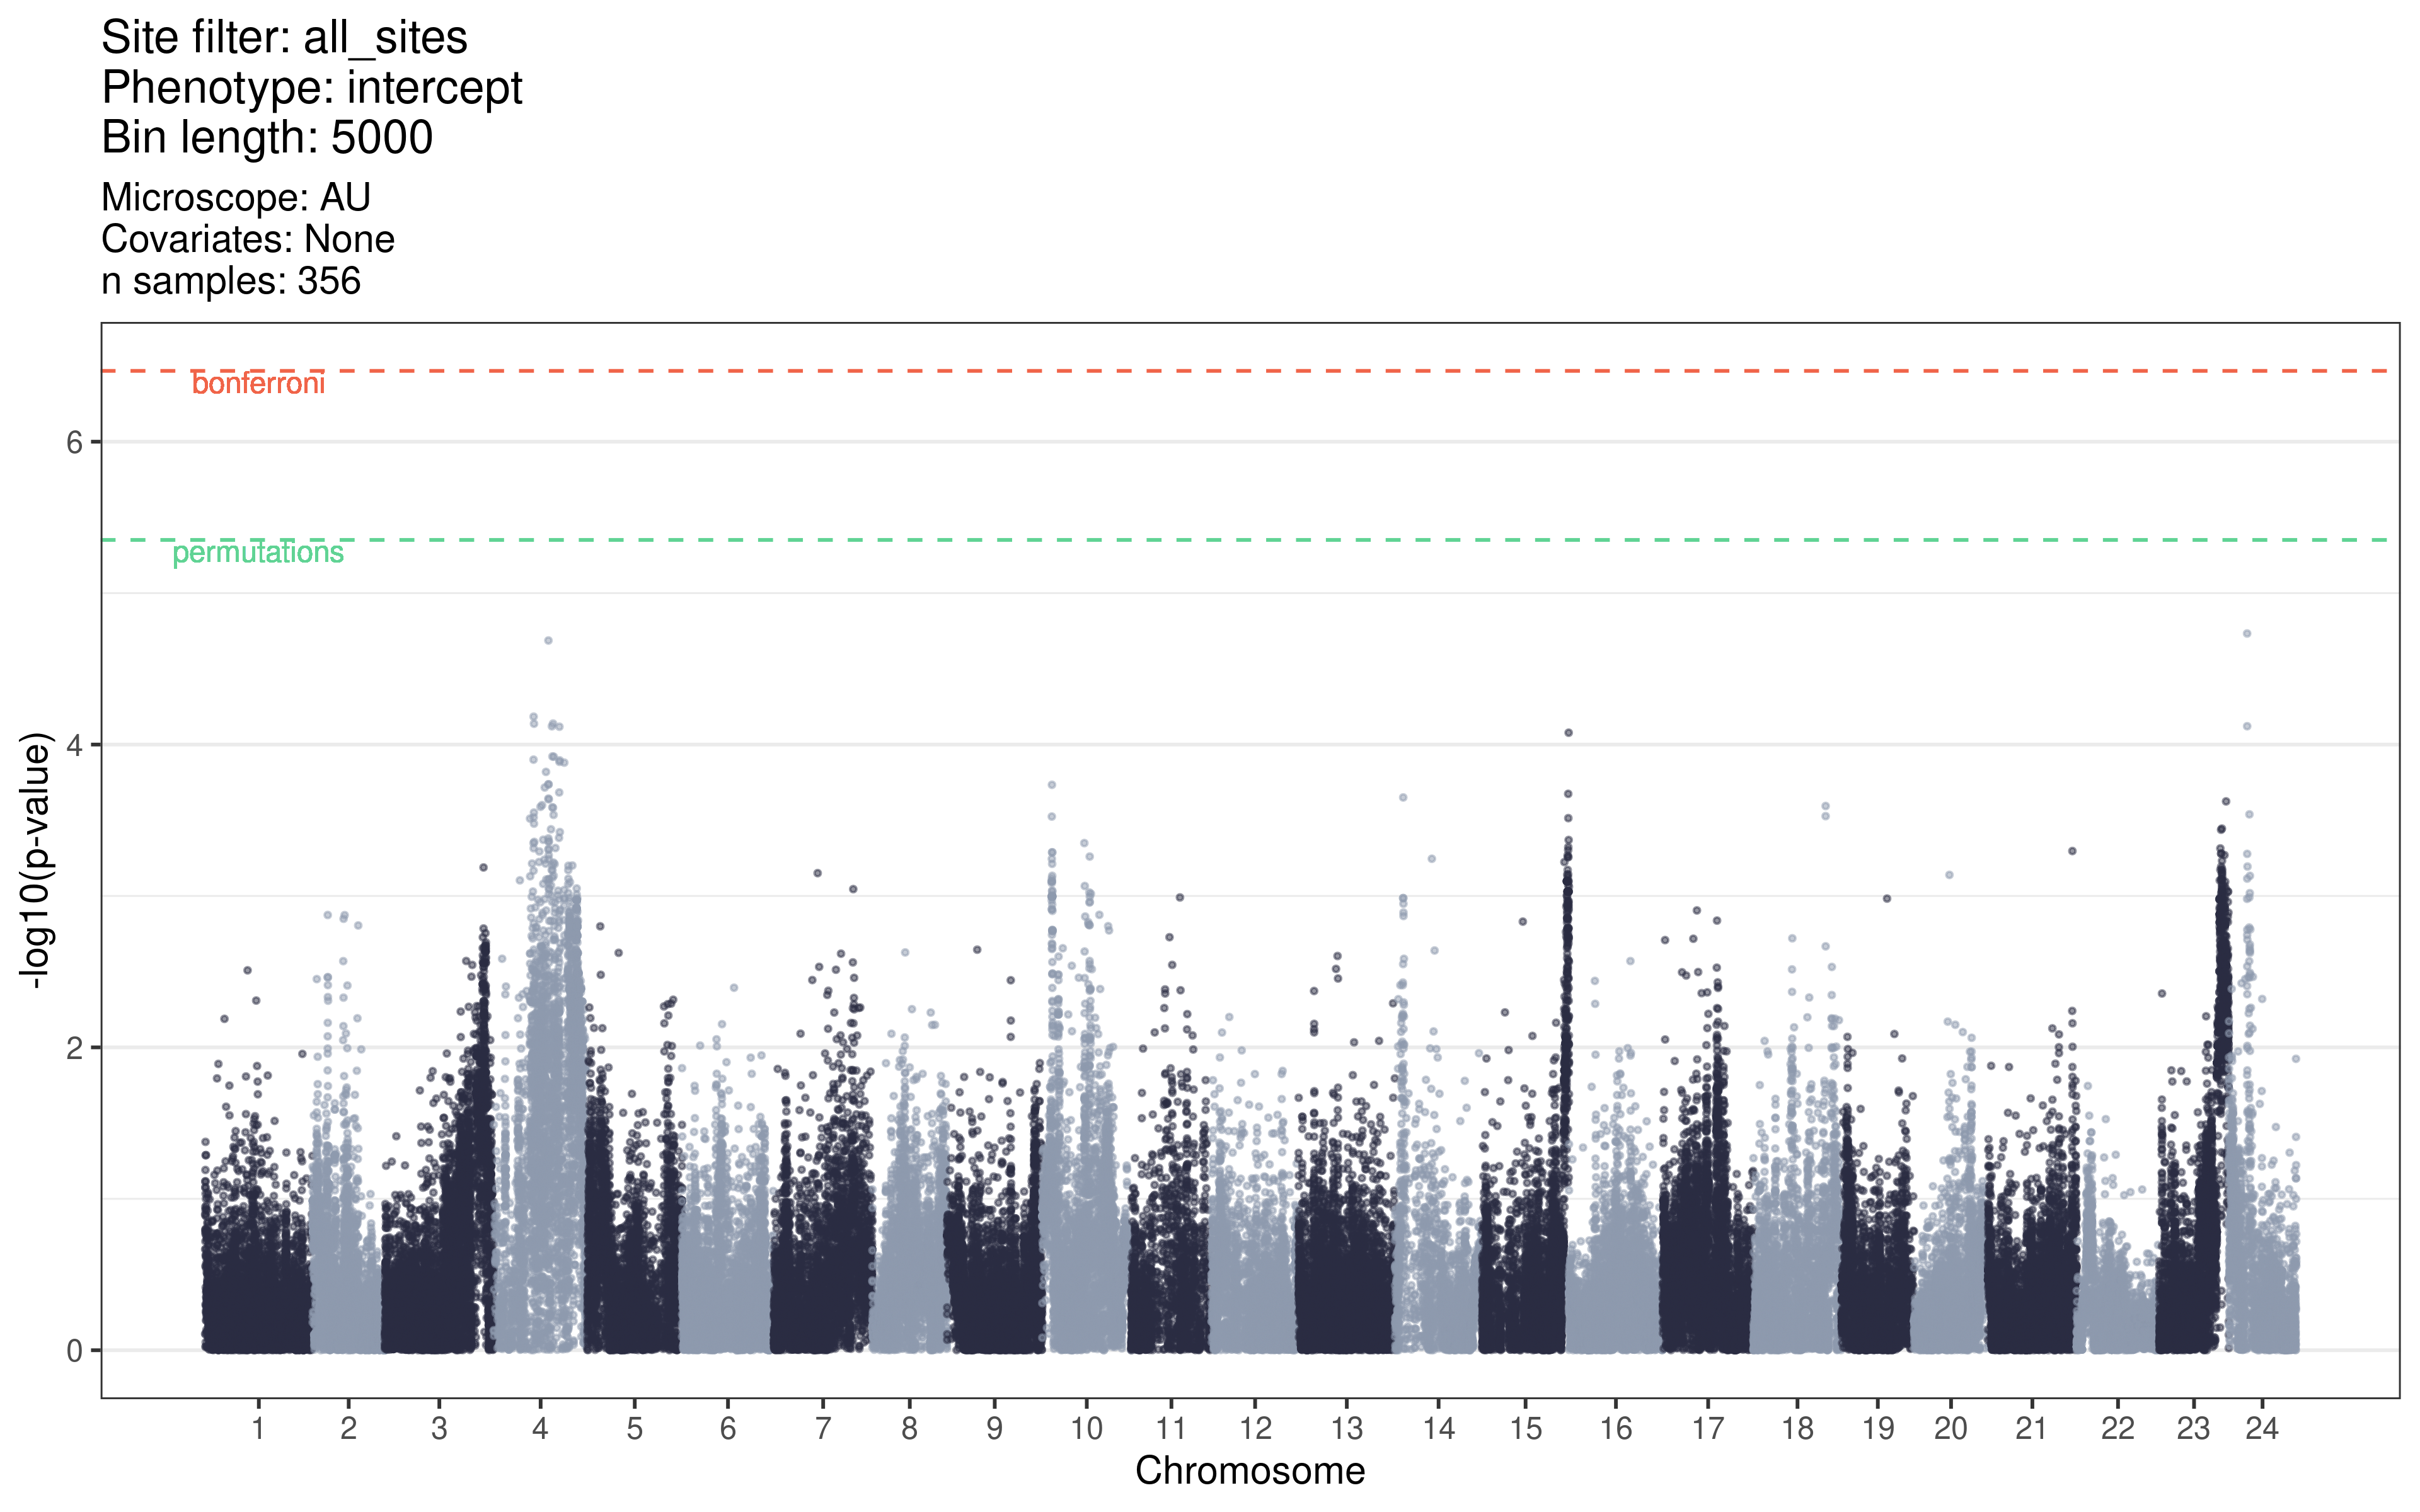 Site filter: all_sites
Phenotype: intercept
Bin length: 5000
Microscope: AU
Covariates: None
n samples: 356
bonferroni
6
permutations
4
-log10(p-value)
2
0
1 2 3 4 5 6 7 8 9 10 11 12 13 14 15 16 17 18 19 20 21 22 23 24
Chromosome